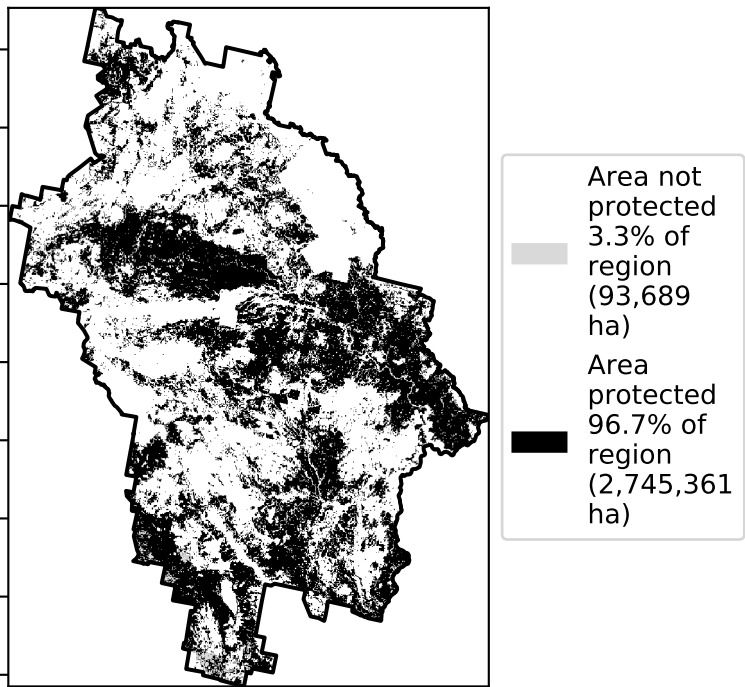 Area not
protected
3.3% of
region
(93,689
ha)
Area
protected
96.7% of
region
(2,745,361
ha)